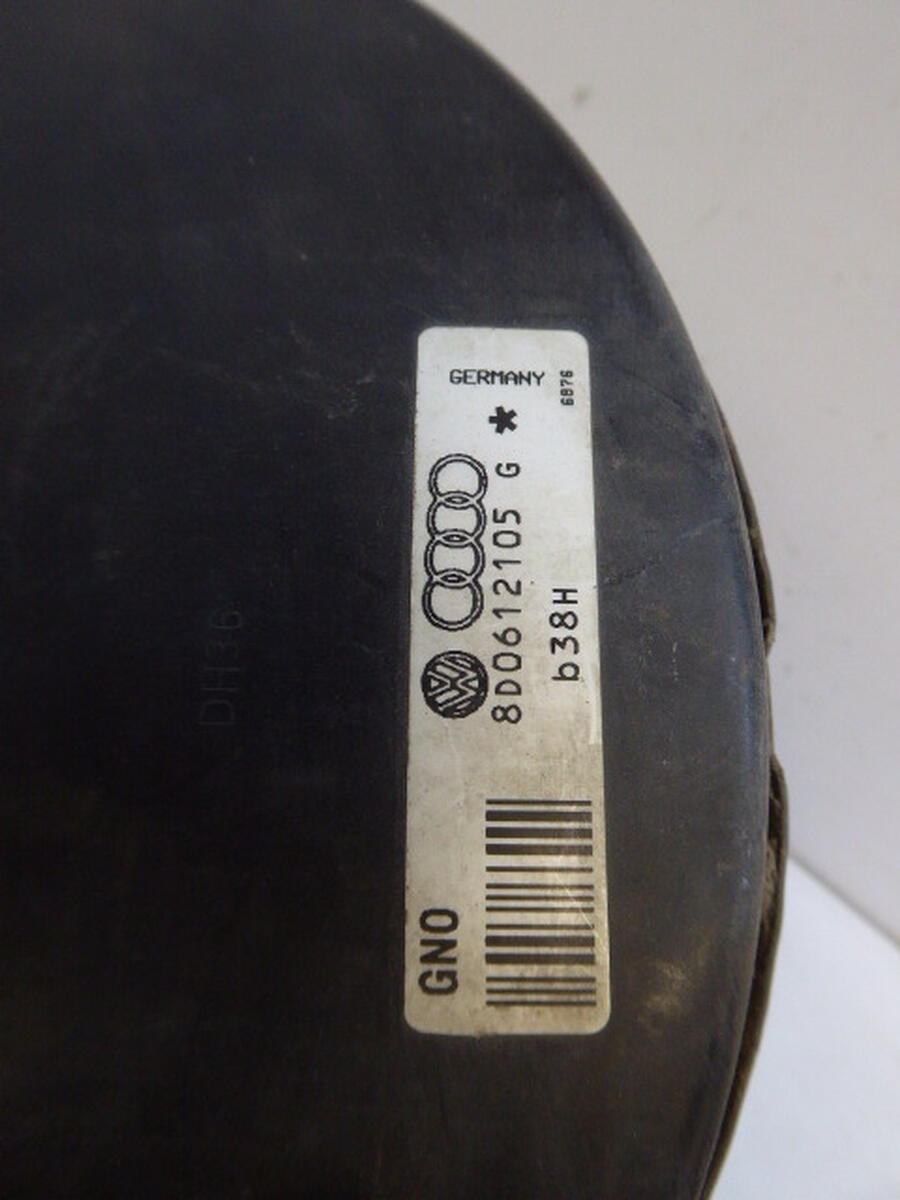 GERMANY
6876
*
8D0612105 G
b38H
GNO
DH36